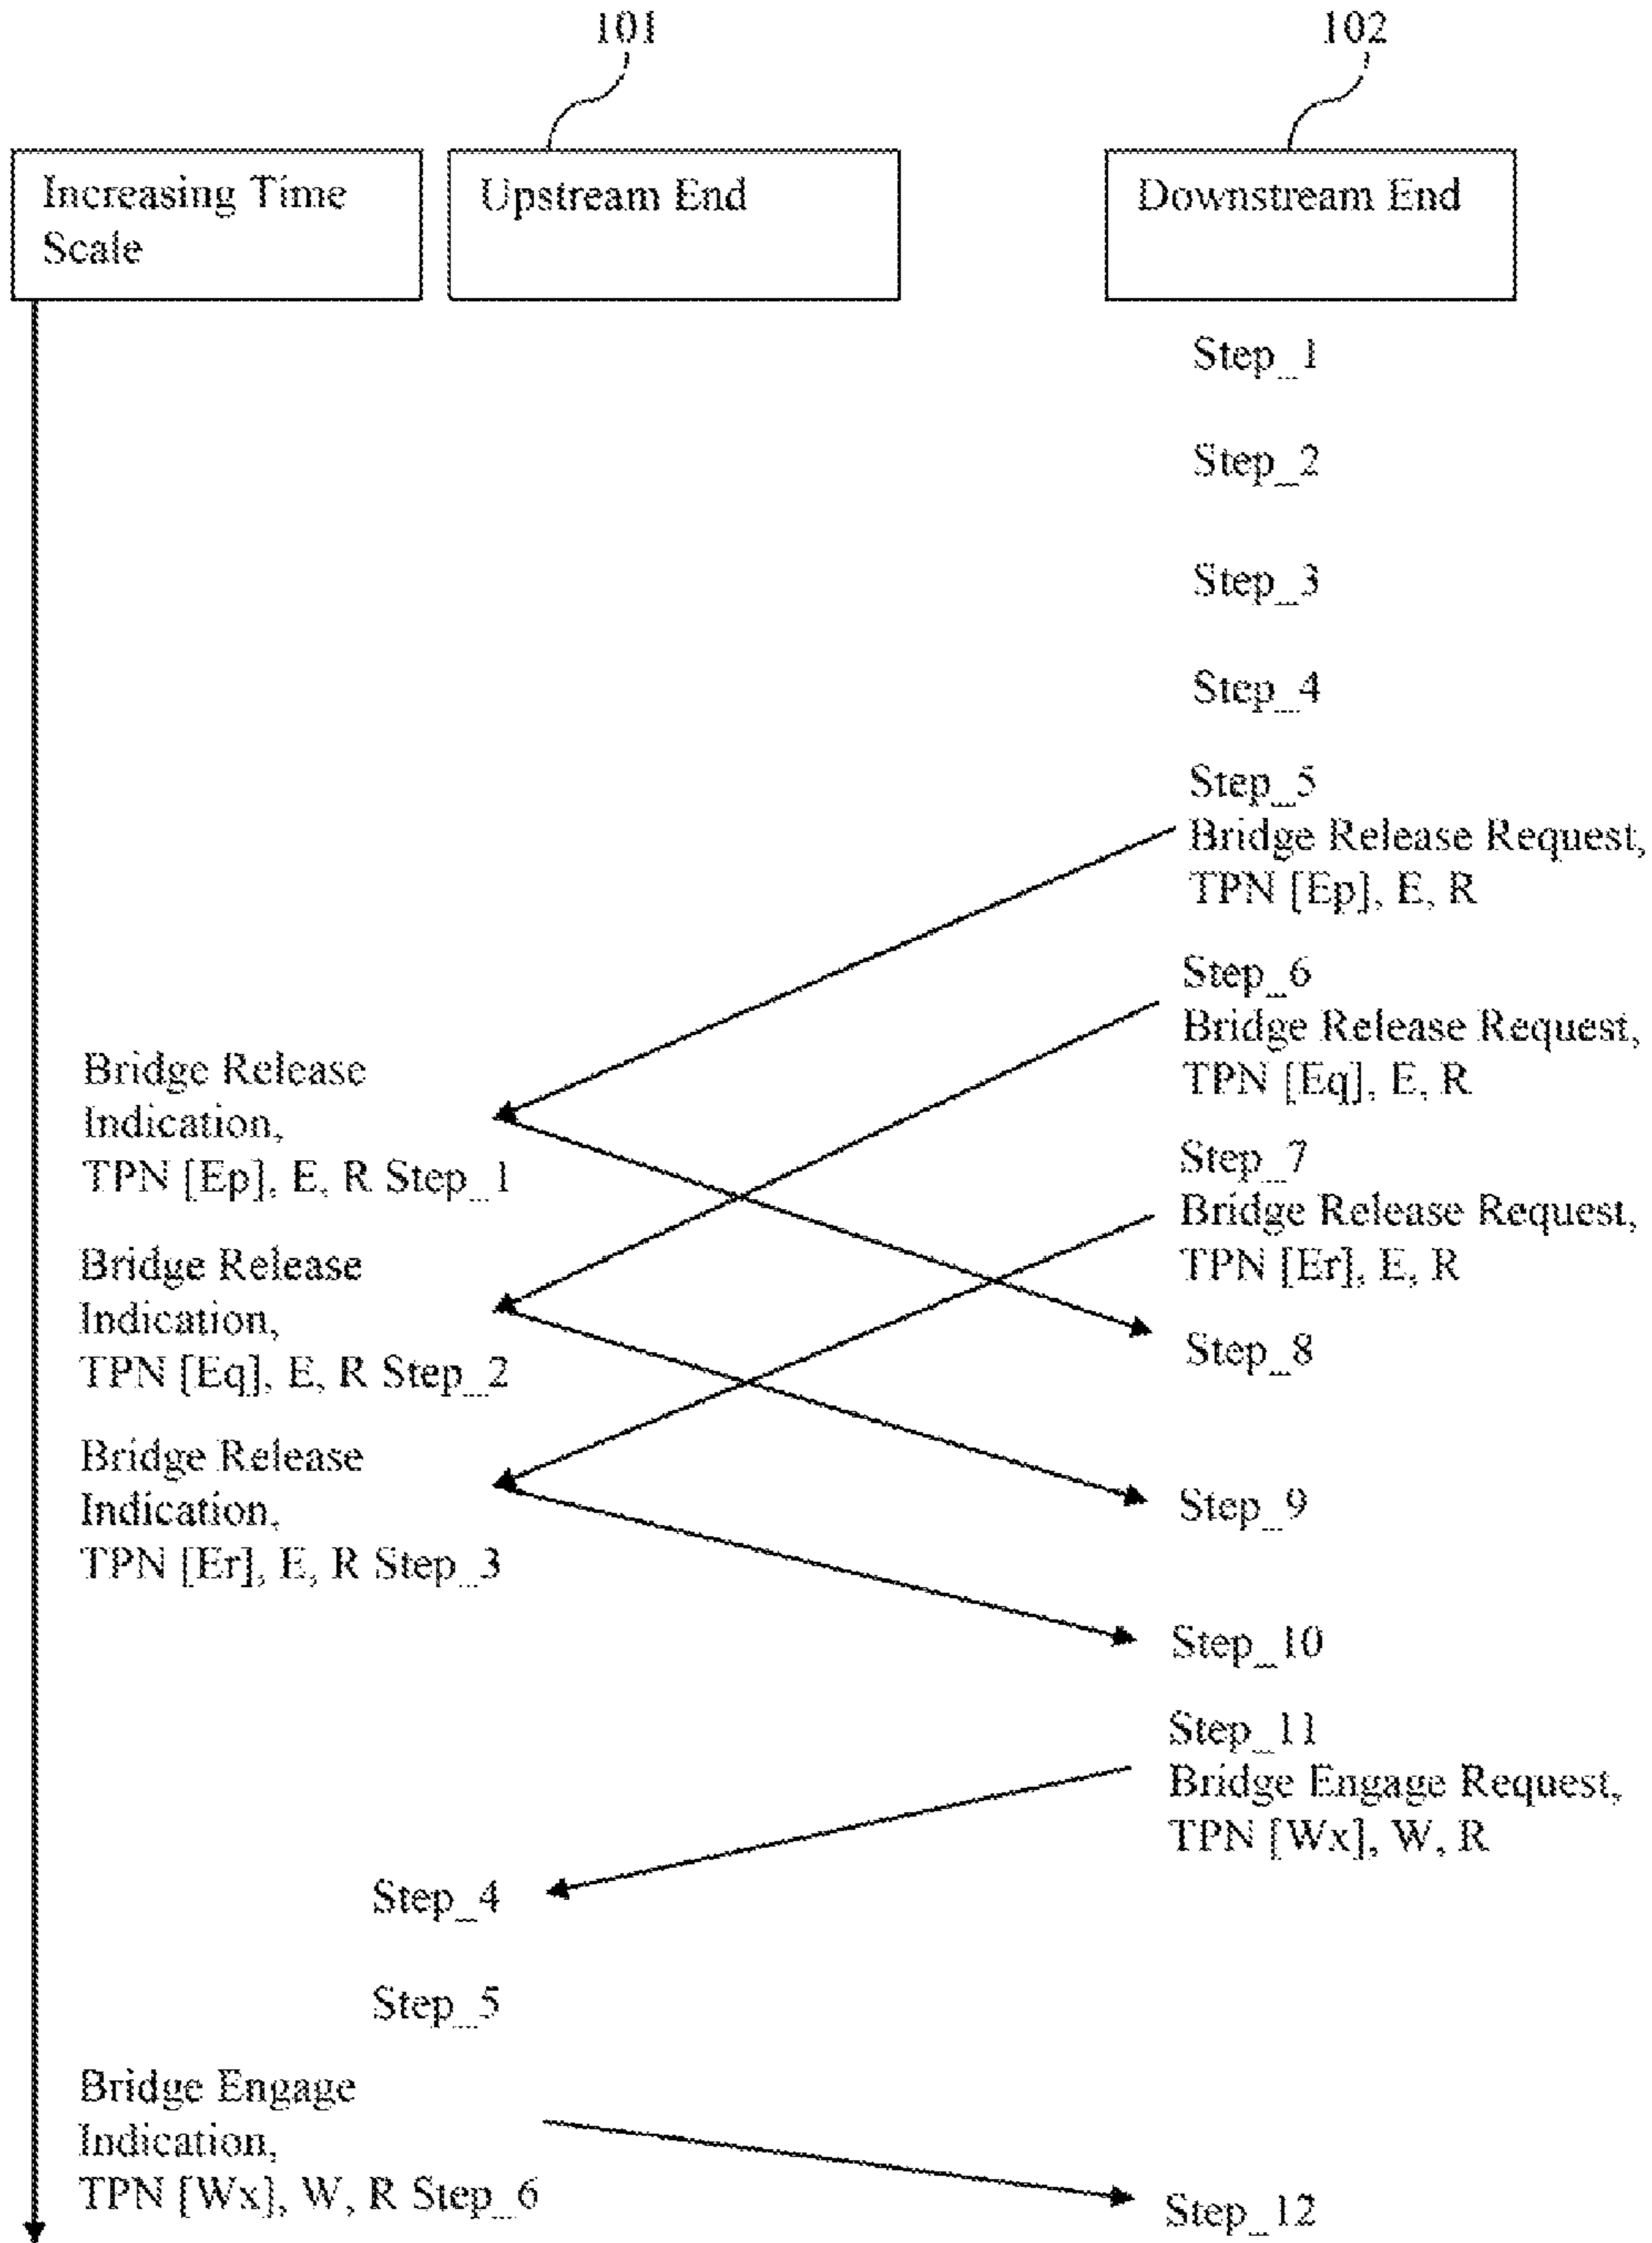 101
102
Increasing Time
Scale
Upstream End
Downstream End
Step_1
Step_2
Step_3
Step_4
Step_5
Bridge Release Request,
TPN [Ep], E, R
Step_6
Bridge Release Request,
TPN [Eq], E, R
Bridge Release
Indication,
TPN [Ep], E, R Step_1
Step_7
Bridge Release Request,
TPN [Er], E, R
Bridge Release
Indication,
TPN [Eq], E, R Step_2
Step_8
Bridge Release
Indication,
TPN [Er], E, R Step_3
Step_9
Step_10
Step_11
Bridge Engage Request,
TPN [Wx], W, R
Step_4
Step_5
Bridge Engage
Indication,
TPN [Wx], W, R Step_6
Step_12